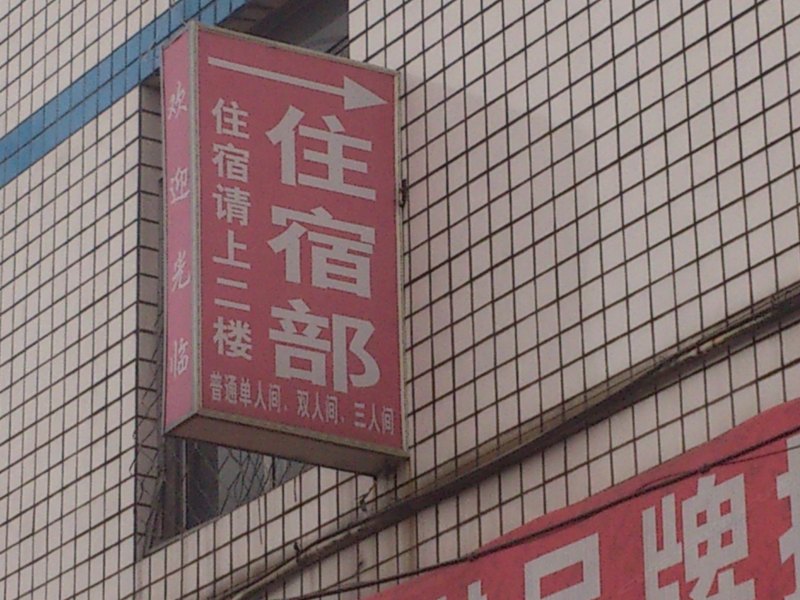 欢迎光临
住宿请上二楼
住宿部
普通单人间、双人间、三人间
品牌